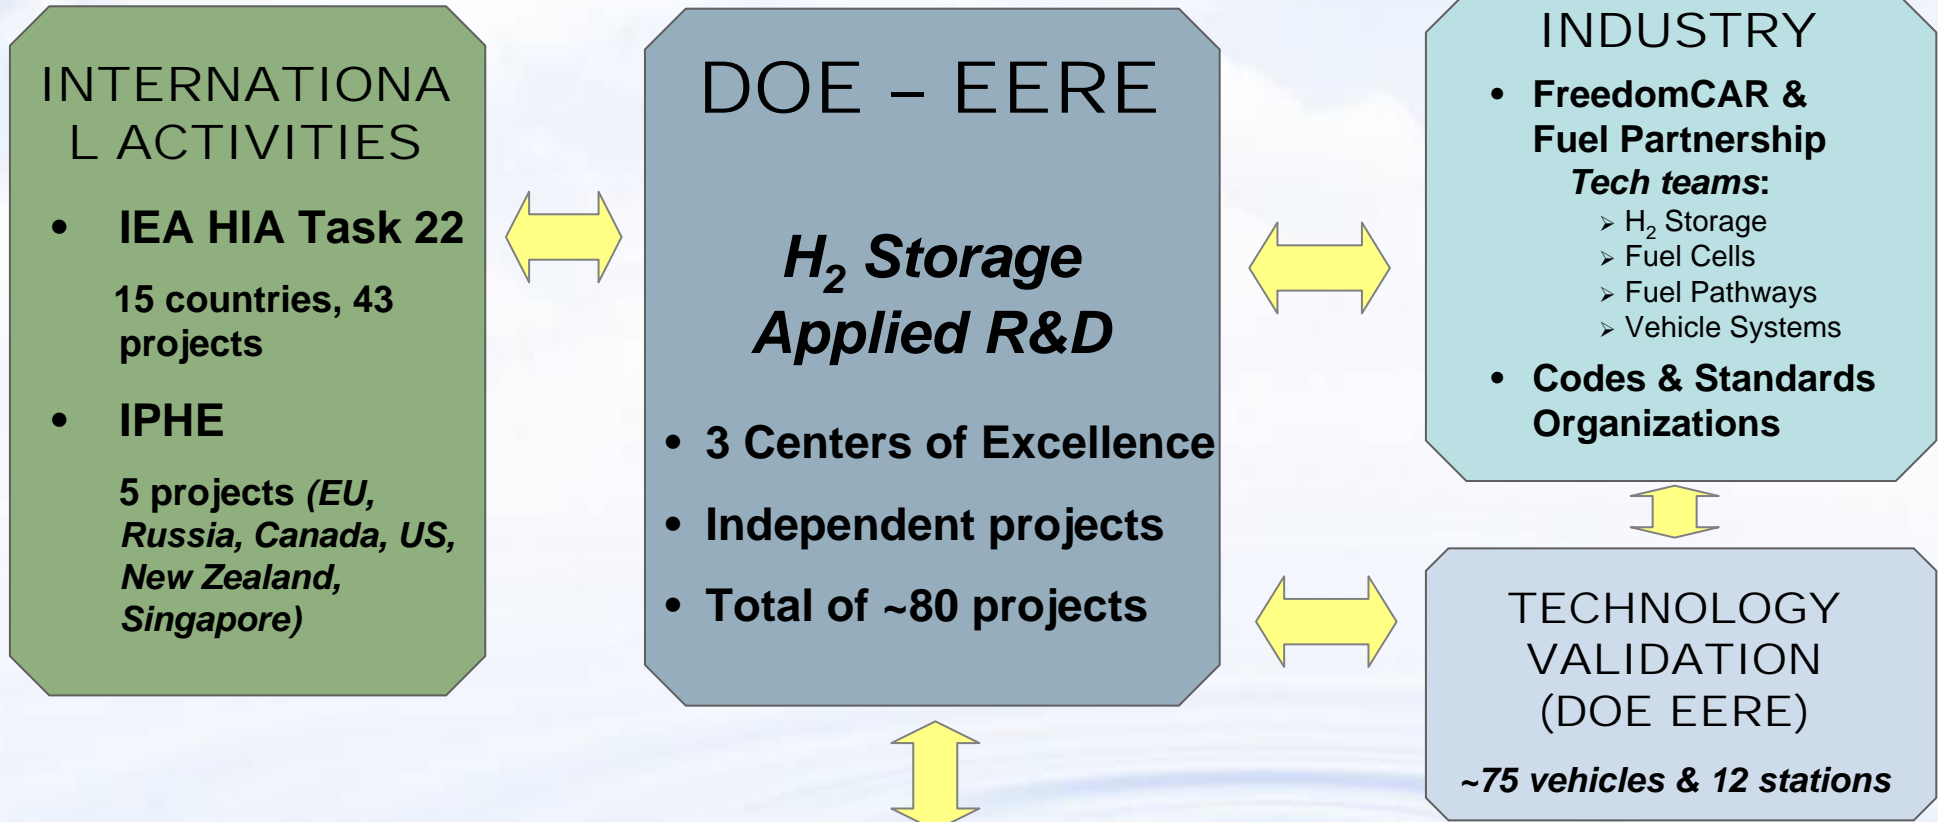 INTERNATIONA
L ACTIVITIES
• IEA HIA Task 22
15 countries, 43
projects
• IPHE
5 projects (EU,
Russia, Canada, US,
New Zealand,
Singapore)
DOE – EERE
H₂ Storage
Applied R&D
• 3 Centers of Excellence
• Independent projects
• Total of ~80 projects
INDUSTRY
• FreedomCAR &
Fuel Partnership
Tech teams:
➢ H₂ Storage
➢ Fuel Cells
➢ Fuel Pathways
➢ Vehicle Systems
• Codes & Standards
Organizations
TECHNOLOGY
VALIDATION
(DOE EERE)
~75 vehicles & 12 stations